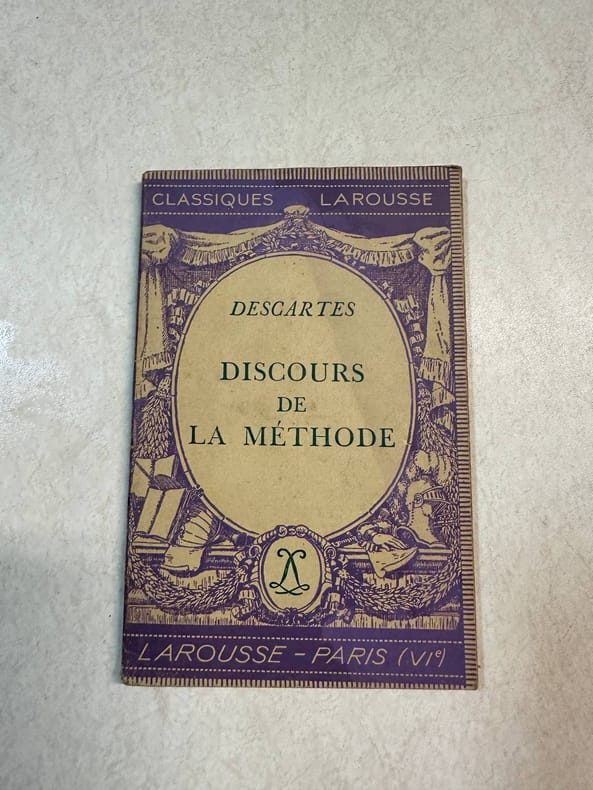 CLASSIQUES LAROUSSE
DESCARTES
DISCOURS
DE
LA MÉTHODE
LAROUSSE - PARIS (VIe)